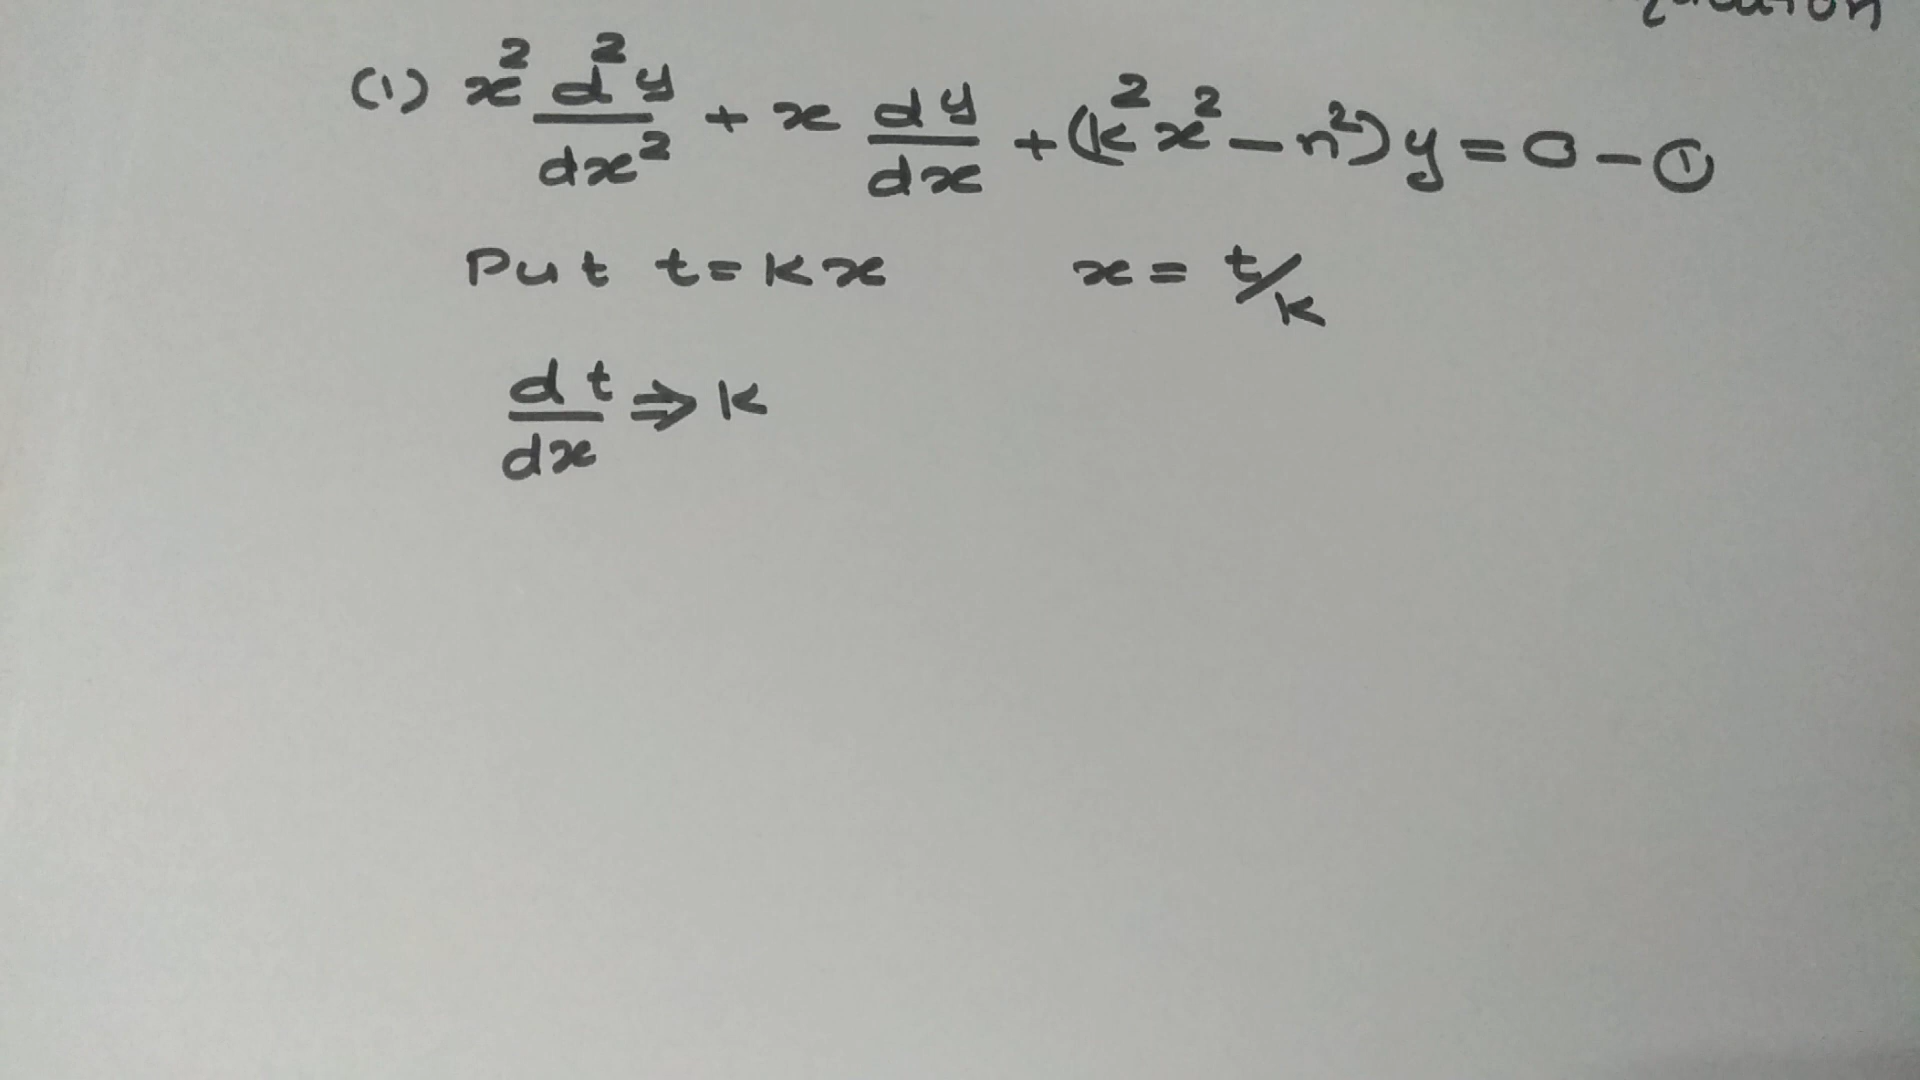 (1) x² d²y/dx² + x dy/dx + (k²x² – n²)y = 0 – ①
Put t = kx x = t/k
dt/dx ⇒ k